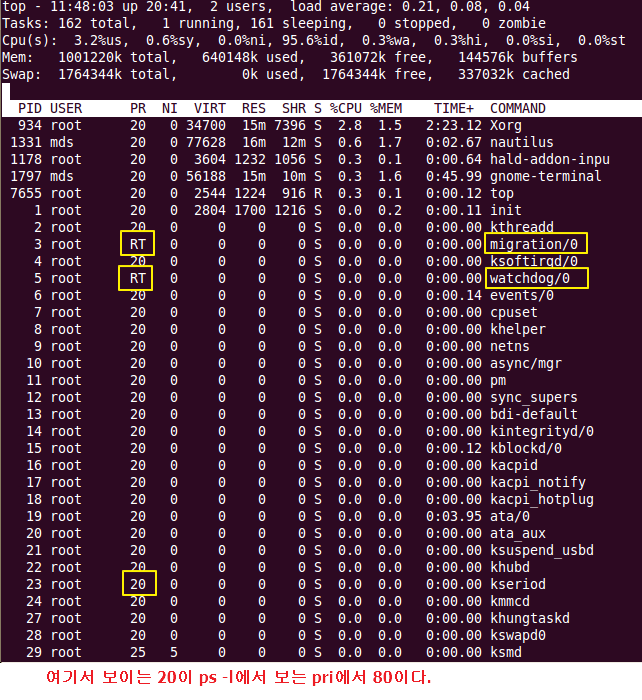 top - 11:48:03 up 20:41,  2 users,  load average: 0.21, 0.08, 0.04
Tasks: 162 total,   1 running, 161 sleeping,   0 stopped,   0 zombie
Cpu(s):  3.2%us,  0.6%sy,  0.0%ni, 95.6%id,  0.3%wa,  0.3%hi,  0.0%si,  0.0%st
Mem:   1001220k total,   640148k used,   361072k free,   144576k buffers
Swap:  1764344k total,        0k used,  1764344k free,   337032k cached
PID USER      PR  NI  VIRT  RES  SHR S %CPU %MEM    TIME+  COMMAND
934 root      20   0 34700  15m 7396 S  2.8  1.5   2:23.12 Xorg
1331 mds       20   0 77628  16m  12m S  0.6  1.7   0:02.67 nautilus
1178 root      20   0  3604 1232 1056 S  0.3  0.1   0:00.64 hald-addon-inpu
1797 mds       20   0 56188  15m  10m S  0.3  1.6   0:45.99 gnome-terminal
7655 root      20   0  2544 1224  916 R  0.3  0.1   0:00.12 top
1 root      20   0  2804 1700 1216 S  0.0  0.2   0:00.11 init
2 root      20   0     0    0    0 S  0.0  0.0   0:00.00 kthreadd
3 root      RT   0     0    0    0 S  0.0  0.0   0:00.00 migration/0
4 root      20   0     0    0    0 S  0.0  0.0   0:00.00 ksoftirqd/0
5 root      RT   0     0    0    0 S  0.0  0.0   0:00.00 watchdog/0
6 root      20   0     0    0    0 S  0.0  0.0   0:00.14 events/0
7 root      20   0     0    0    0 S  0.0  0.0   0:00.00 cpuset
8 root      20   0     0    0    0 S  0.0  0.0   0:00.00 khelper
9 root      20   0     0    0    0 S  0.0  0.0   0:00.00 netns
10 root      20   0     0    0    0 S  0.0  0.0   0:00.00 async/mgr
11 root      20   0     0    0    0 S  0.0  0.0   0:00.00 pm
12 root      20   0     0    0    0 S  0.0  0.0   0:00.00 sync_supers
13 root      20   0     0    0    0 S  0.0  0.0   0:00.00 bdi-default
14 root      20   0     0    0    0 S  0.0  0.0   0:00.00 kintegrityd/0
15 root      20   0     0    0    0 S  0.0  0.0   0:00.12 kblockd/0
16 root      20   0     0    0    0 S  0.0  0.0   0:00.00 kacpid
17 root      20   0     0    0    0 S  0.0  0.0   0:00.00 kacpi_notify
18 root      20   0     0    0    0 S  0.0  0.0   0:00.00 kacpi_hotplug
19 root      20   0     0    0    0 S  0.0  0.0   0:03.95 ata/0
20 root      20   0     0    0    0 S  0.0  0.0   0:00.00 ata_aux
21 root      20   0     0    0    0 S  0.0  0.0   0:00.00 ksuspend_usbd
22 root      20   0     0    0    0 S  0.0  0.0   0:00.00 khubd
23 root      20   0     0    0    0 S  0.0  0.0   0:00.00 kseriod
24 root      20   0     0    0    0 S  0.0  0.0   0:00.00 kmmcd
27 root      20   0     0    0    0 S  0.0  0.0   0:00.00 khungtaskd
28 root      20   0     0    0    0 S  0.0  0.0   0:00.00 kswapd0
29 root      25   5     0    0    0 S  0.0  0.0   0:00.00 ksmd
여기서 보이는 20이 ps -l에서 보는 pri에서 80이다.